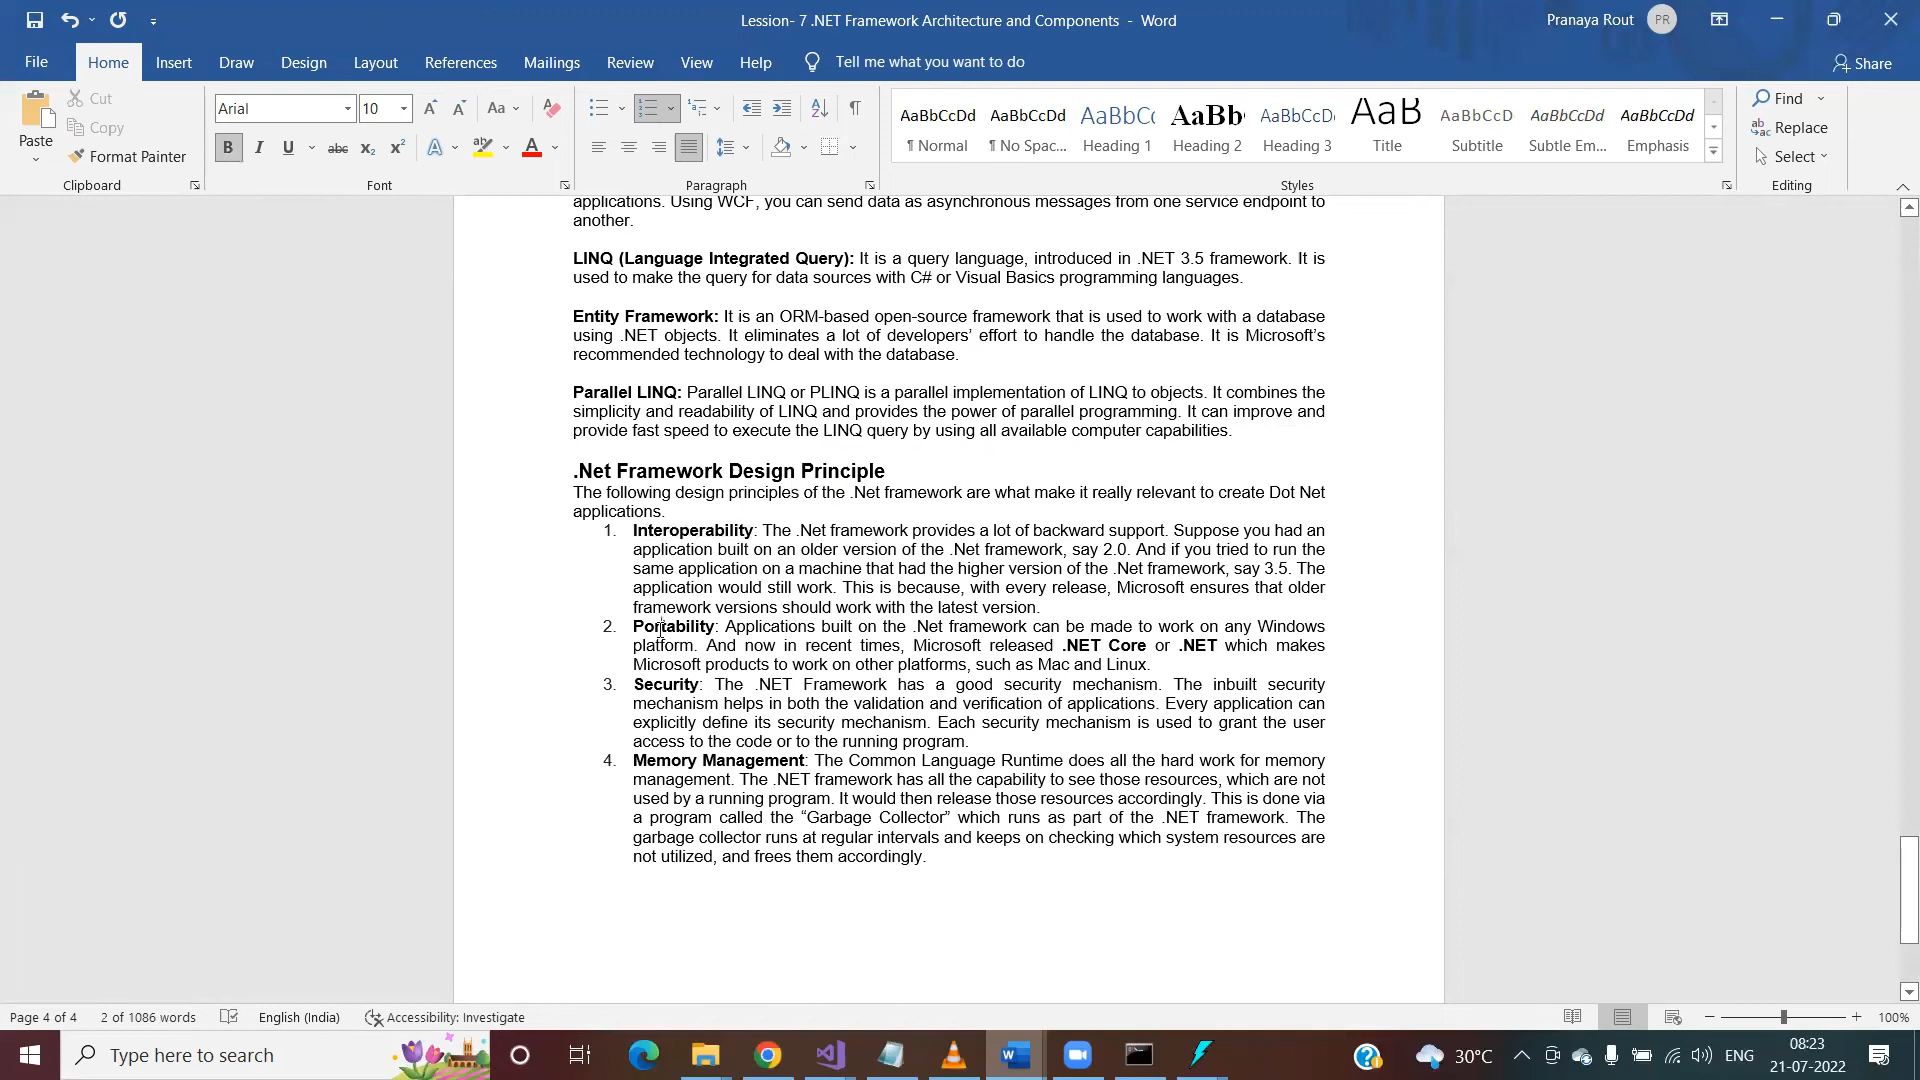 Lession- 7 .NET Framework Architecture and Components - Word
Pranaya Rout
PR
File Home Insert Draw Design Layout References Mailings Review View Help Tell me what you want to do
Share
Paste
Cut
Copy
Format Painter
Clipboard
Arial
10
Font
Paragraph
AaBbCcDd AaBbCcDd AaBbCc AaBb AaBbCcD AaB AaBbCcD AaBbCcDd AaBbCcDd
¶ Normal ¶ No Spac... Heading 1 Heading 2 Heading 3 Title Subtitle Subtle Em... Emphasis
Styles
Find
Replace
Select
Editing
applications. Using WCF, you can send data as asynchronous messages from one service endpoint to
another.
LINQ (Language Integrated Query): It is a query language, introduced in .NET 3.5 framework. It is
used to make the query for data sources with C# or Visual Basics programming languages.
Entity Framework: It is an ORM-based open-source framework that is used to work with a database
using .NET objects. It eliminates a lot of developers’ effort to handle the database. It is Microsoft’s
recommended technology to deal with the database.
Parallel LINQ: Parallel LINQ or PLINQ is a parallel implementation of LINQ to objects. It combines the
simplicity and readability of LINQ and provides the power of parallel programming. It can improve and
provide fast speed to execute the LINQ query by using all available computer capabilities.
.Net Framework Design Principle
The following design principles of the .Net framework are what make it really relevant to create Dot Net
applications.
1. Interoperability: The .Net framework provides a lot of backward support. Suppose you had an
application built on an older version of the .Net framework, say 2.0. And if you tried to run the
same application on a machine that had the higher version of the .Net framework, say 3.5. The
application would still work. This is because, with every release, Microsoft ensures that older
framework versions should work with the latest version.
2. Portability: Applications built on the .Net framework can be made to work on any Windows
platform. And now in recent times, Microsoft released .NET Core or .NET which makes
Microsoft products to work on other platforms, such as Mac and Linux.
3. Security: The .NET Framework has a good security mechanism. The inbuilt security
mechanism helps in both the validation and verification of applications. Every application can
explicitly define its security mechanism. Each security mechanism is used to grant the user
access to the code or to the running program.
4. Memory Management: The Common Language Runtime does all the hard work for memory
management. The .NET framework has all the capability to see those resources, which are not
used by a running program. It would then release those resources accordingly. This is done via
a program called the “Garbage Collector” which runs as part of the .NET framework. The
garbage collector runs at regular intervals and keeps on checking which system resources are
not utilized, and frees them accordingly.
Page 4 of 4 2 of 1086 words English (India) Accessibility: Investigate
100%
Type here to search
30°C
ENG
08:23
21-07-2022